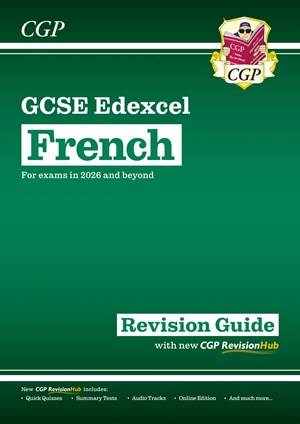 CGP
CGP
CGP
GCSE Edexcel
French
For exams in 2026 and beyond
Revision Guide
with new CGP RevisionHub
New CGP RevisionHub includes:
• Quick Quizzes • Summary Tests • Audio Tracks • Online Edition • And much more...